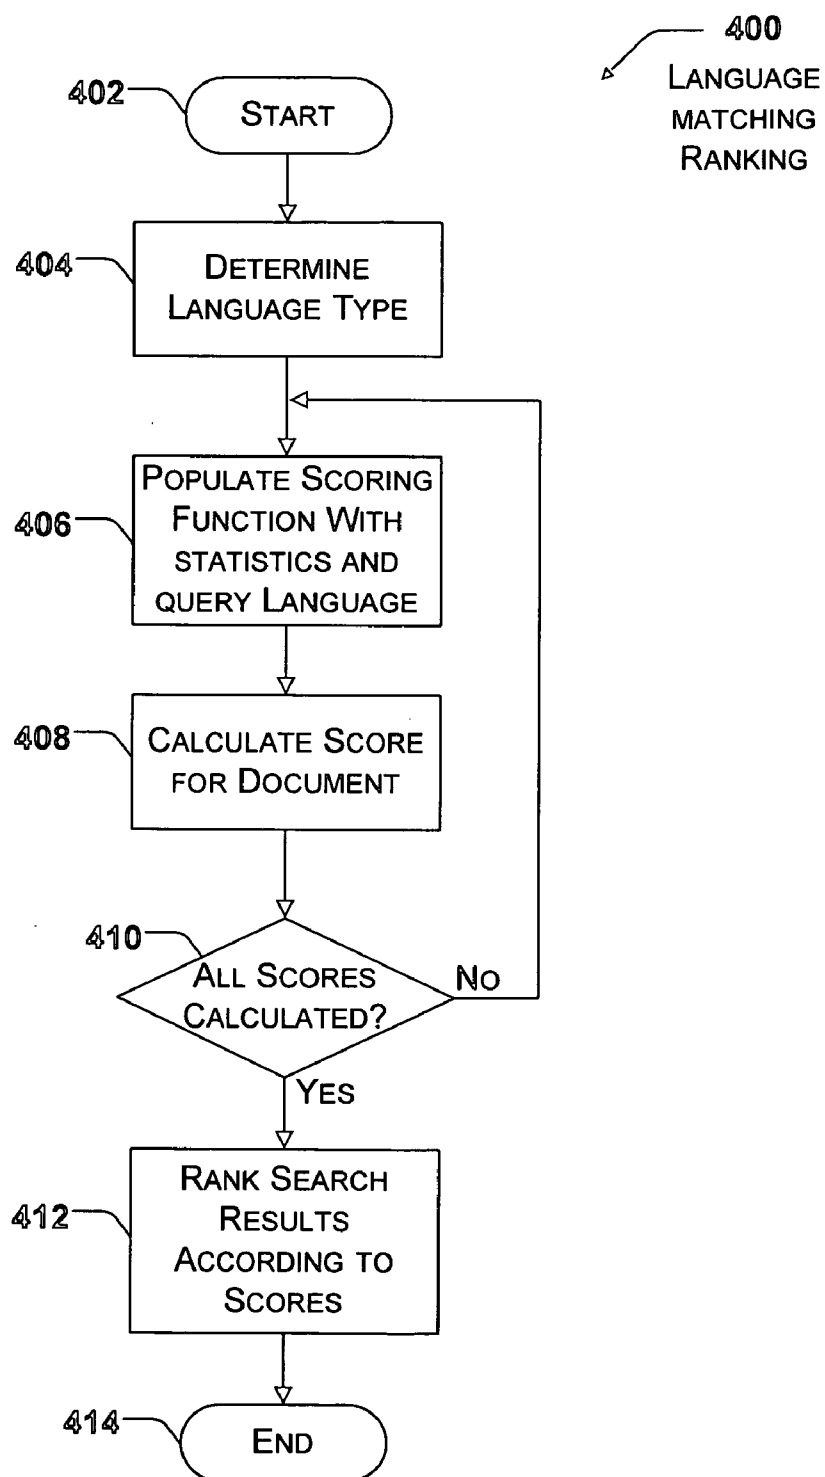 400
LANGUAGE
MATCHING
RANKING
402
START
404
DETERMINE
LANGUAGE TYPE
406
POPULATE SCORING
FUNCTION WITH
STATISTICS AND
QUERY LANGUAGE
408
CALCULATE SCORE
FOR DOCUMENT
410
ALL SCORES
CALCULATED?
NO
YES
412
RANK SEARCH
RESULTS
ACCORDING TO
SCORES
414
END